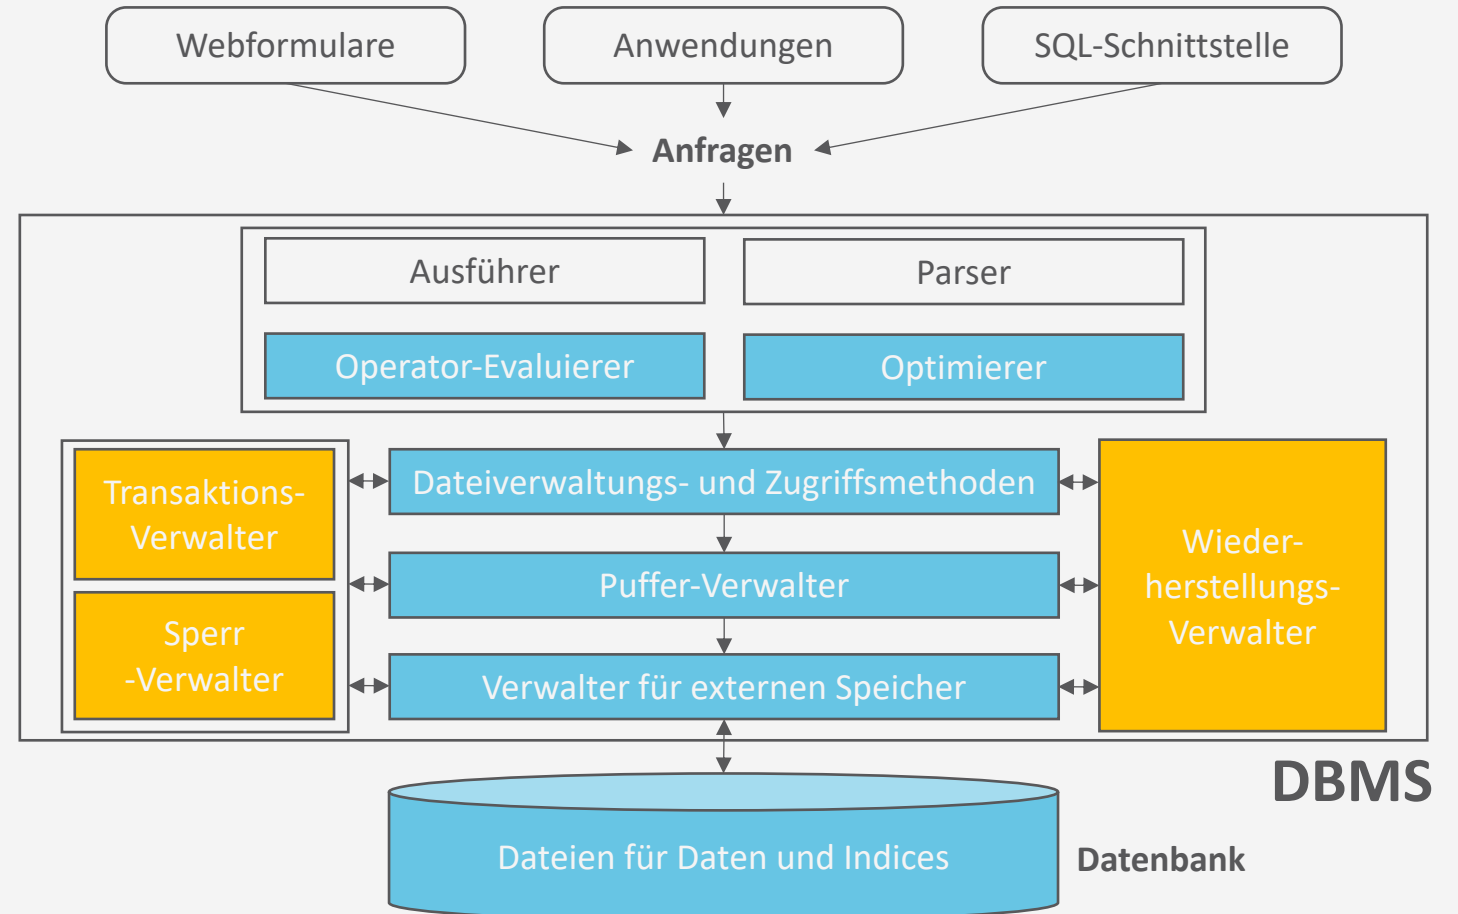 Webformulare
Anwendungen
SQL-Schnittstelle
Anfragen
Ausführer
Parser
Operator-Evaluierer
Optimierer
Transaktions-
Verwalter
Sperr
-Verwalter
Dateiverwaltungs- und Zugriffsmethoden
Puffer-Verwalter
Verwalter für externen Speicher
Wieder-
herstellungs-
Verwalter
DBMS
Dateien für Daten und Indices
Datenbank